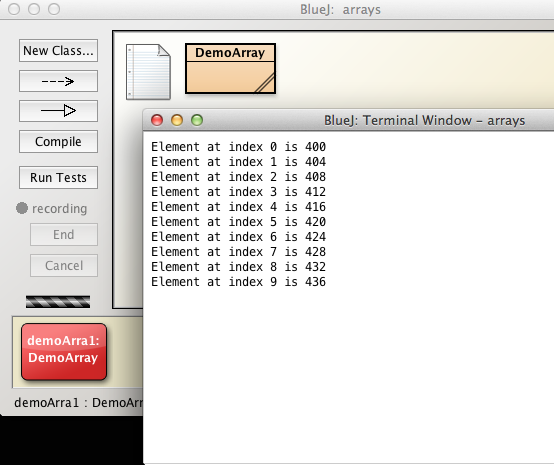 BlueJ: arrays
New Class...
Compile
Run Tests
recording
End
Cancel
DemoArray
BlueJ: Terminal Window – arrays
Element at index 0 is 400
Element at index 1 is 404
Element at index 2 is 408
Element at index 3 is 412
Element at index 4 is 416
Element at index 5 is 420
Element at index 6 is 424
Element at index 7 is 428
Element at index 8 is 432
Element at index 9 is 436
demoArra1:
DemoArray
demoArra1 : DemoArr